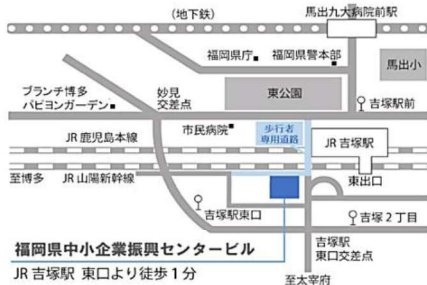 (地下鉄)
馬出九大病院前駅
福岡県庁
福岡県警本部
馬出小
ブランチ博多
パピヨンガーデン
妙見
交差点
東公園
吉塚駅前
市民病院
歩行者
専用道路
JR 鹿児島本線
JR 吉塚駅
至博多
JR 山陽新幹線
東出口
吉塚駅東口
吉塚2丁目
福岡県中小企業振興センタービル
JR 吉塚駅 東口より徒歩1分
吉塚駅
東口交差点
至太宰府